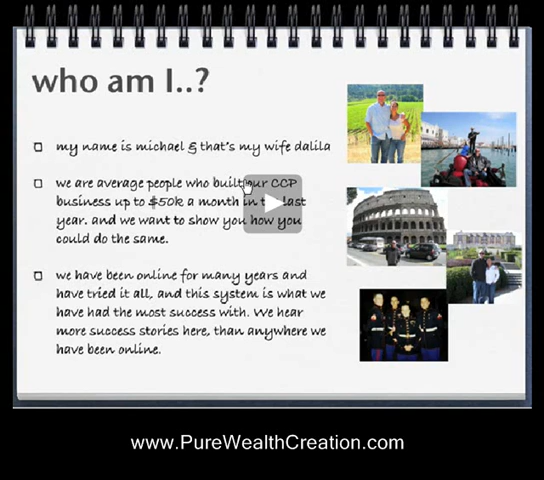 who am I..?
my name is michael & that's my wife dalila
we are average people who built our CCP
business up to $50k a month in the last
year. and we want to show you how you
could do the same.
we have been online for many years and
have tried it all, and this system is what we
have had the most success with. We hear
more success stories here, than anywhere we
have been online.
www.PureWealthCreation.com